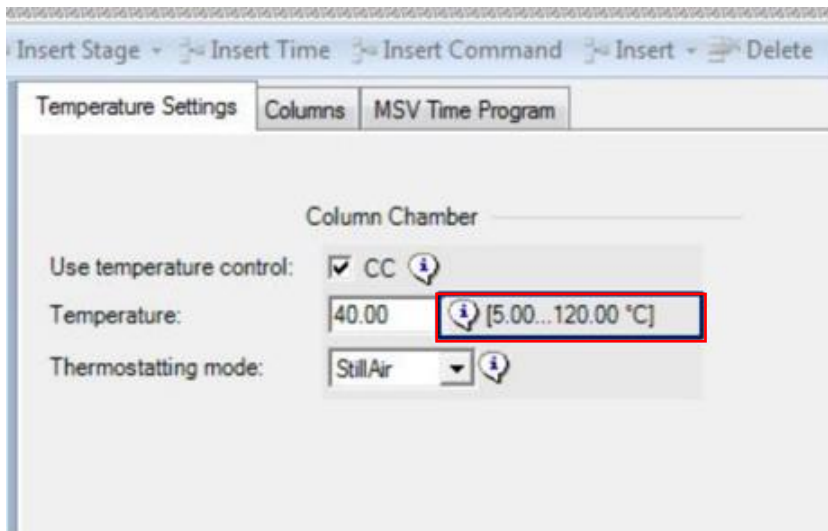 Insert Stage Insert Time Insert Command Insert Delete
Temperature Settings Columns MSV Time Program
Column Chamber
Use temperature control: CC
Temperature: 40.00 [5.00...120.00 °C]
Thermostatting mode: StillAir